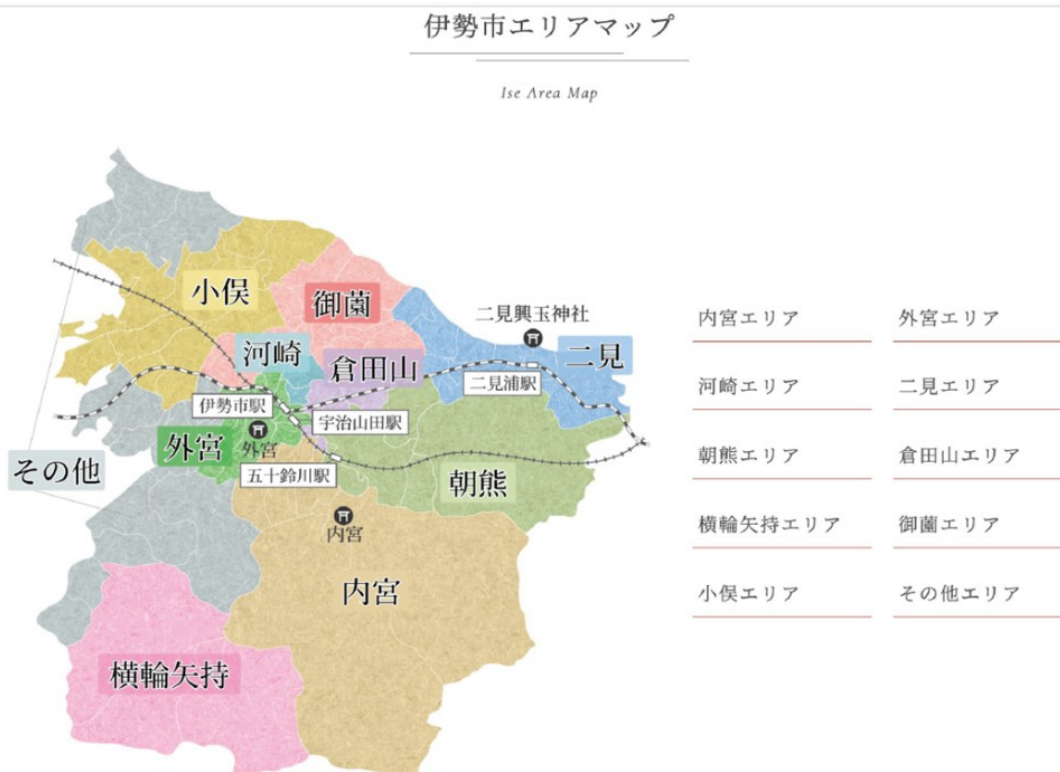 伊勢市エリアマップ
Ise Area Map
小俣
御薗
二見興玉神社
河崎
倉田山
二見
二見浦駅
伊勢市駅
宇治山田駅
外宮
外宮
五十鈴川駅
その他
朝熊
内宮
内宮
横輪矢持
内宮エリア
外宮エリア
河崎エリア
二見エリア
朝熊エリア
倉田山エリア
横輪矢持エリア
御薗エリア
小俣エリア
その他エリア